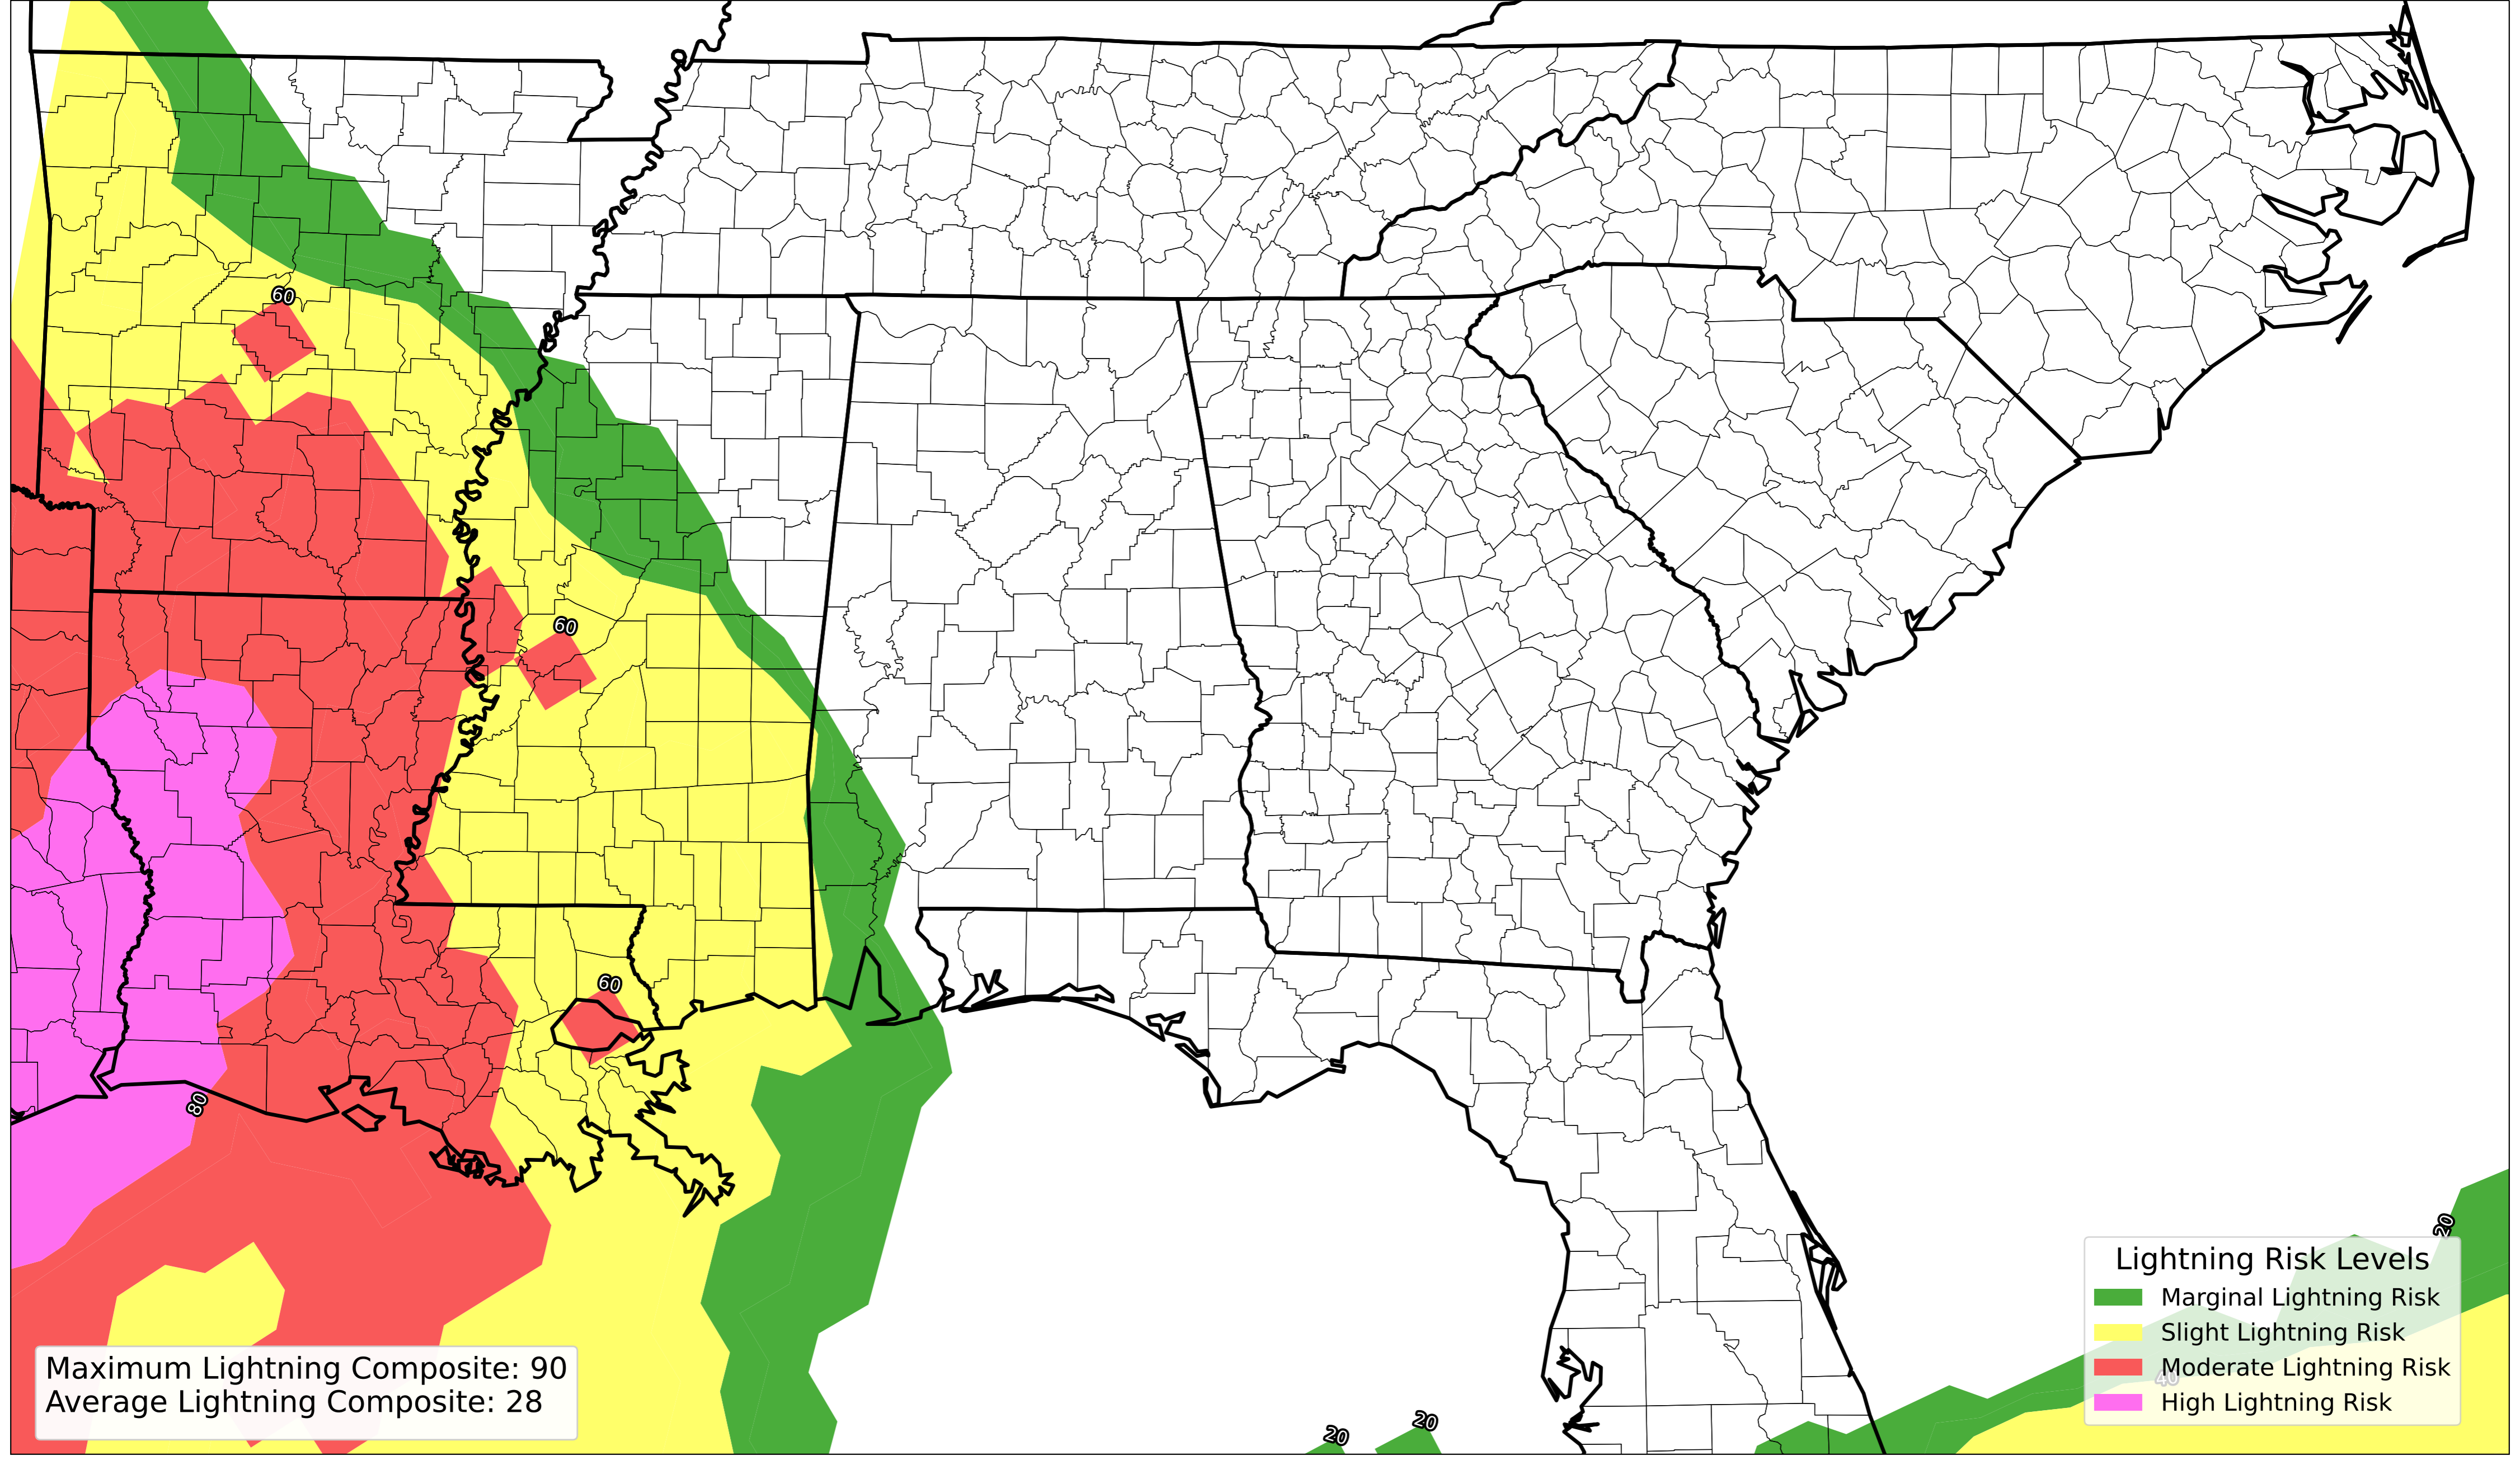 60
60
60
80
20
40
20
20
Lightning Risk Levels
Marginal Lightning Risk
Slight Lightning Risk
Moderate Lightning Risk
High Lightning Risk
Maximum Lightning Composite: 90
Average Lightning Composite: 28